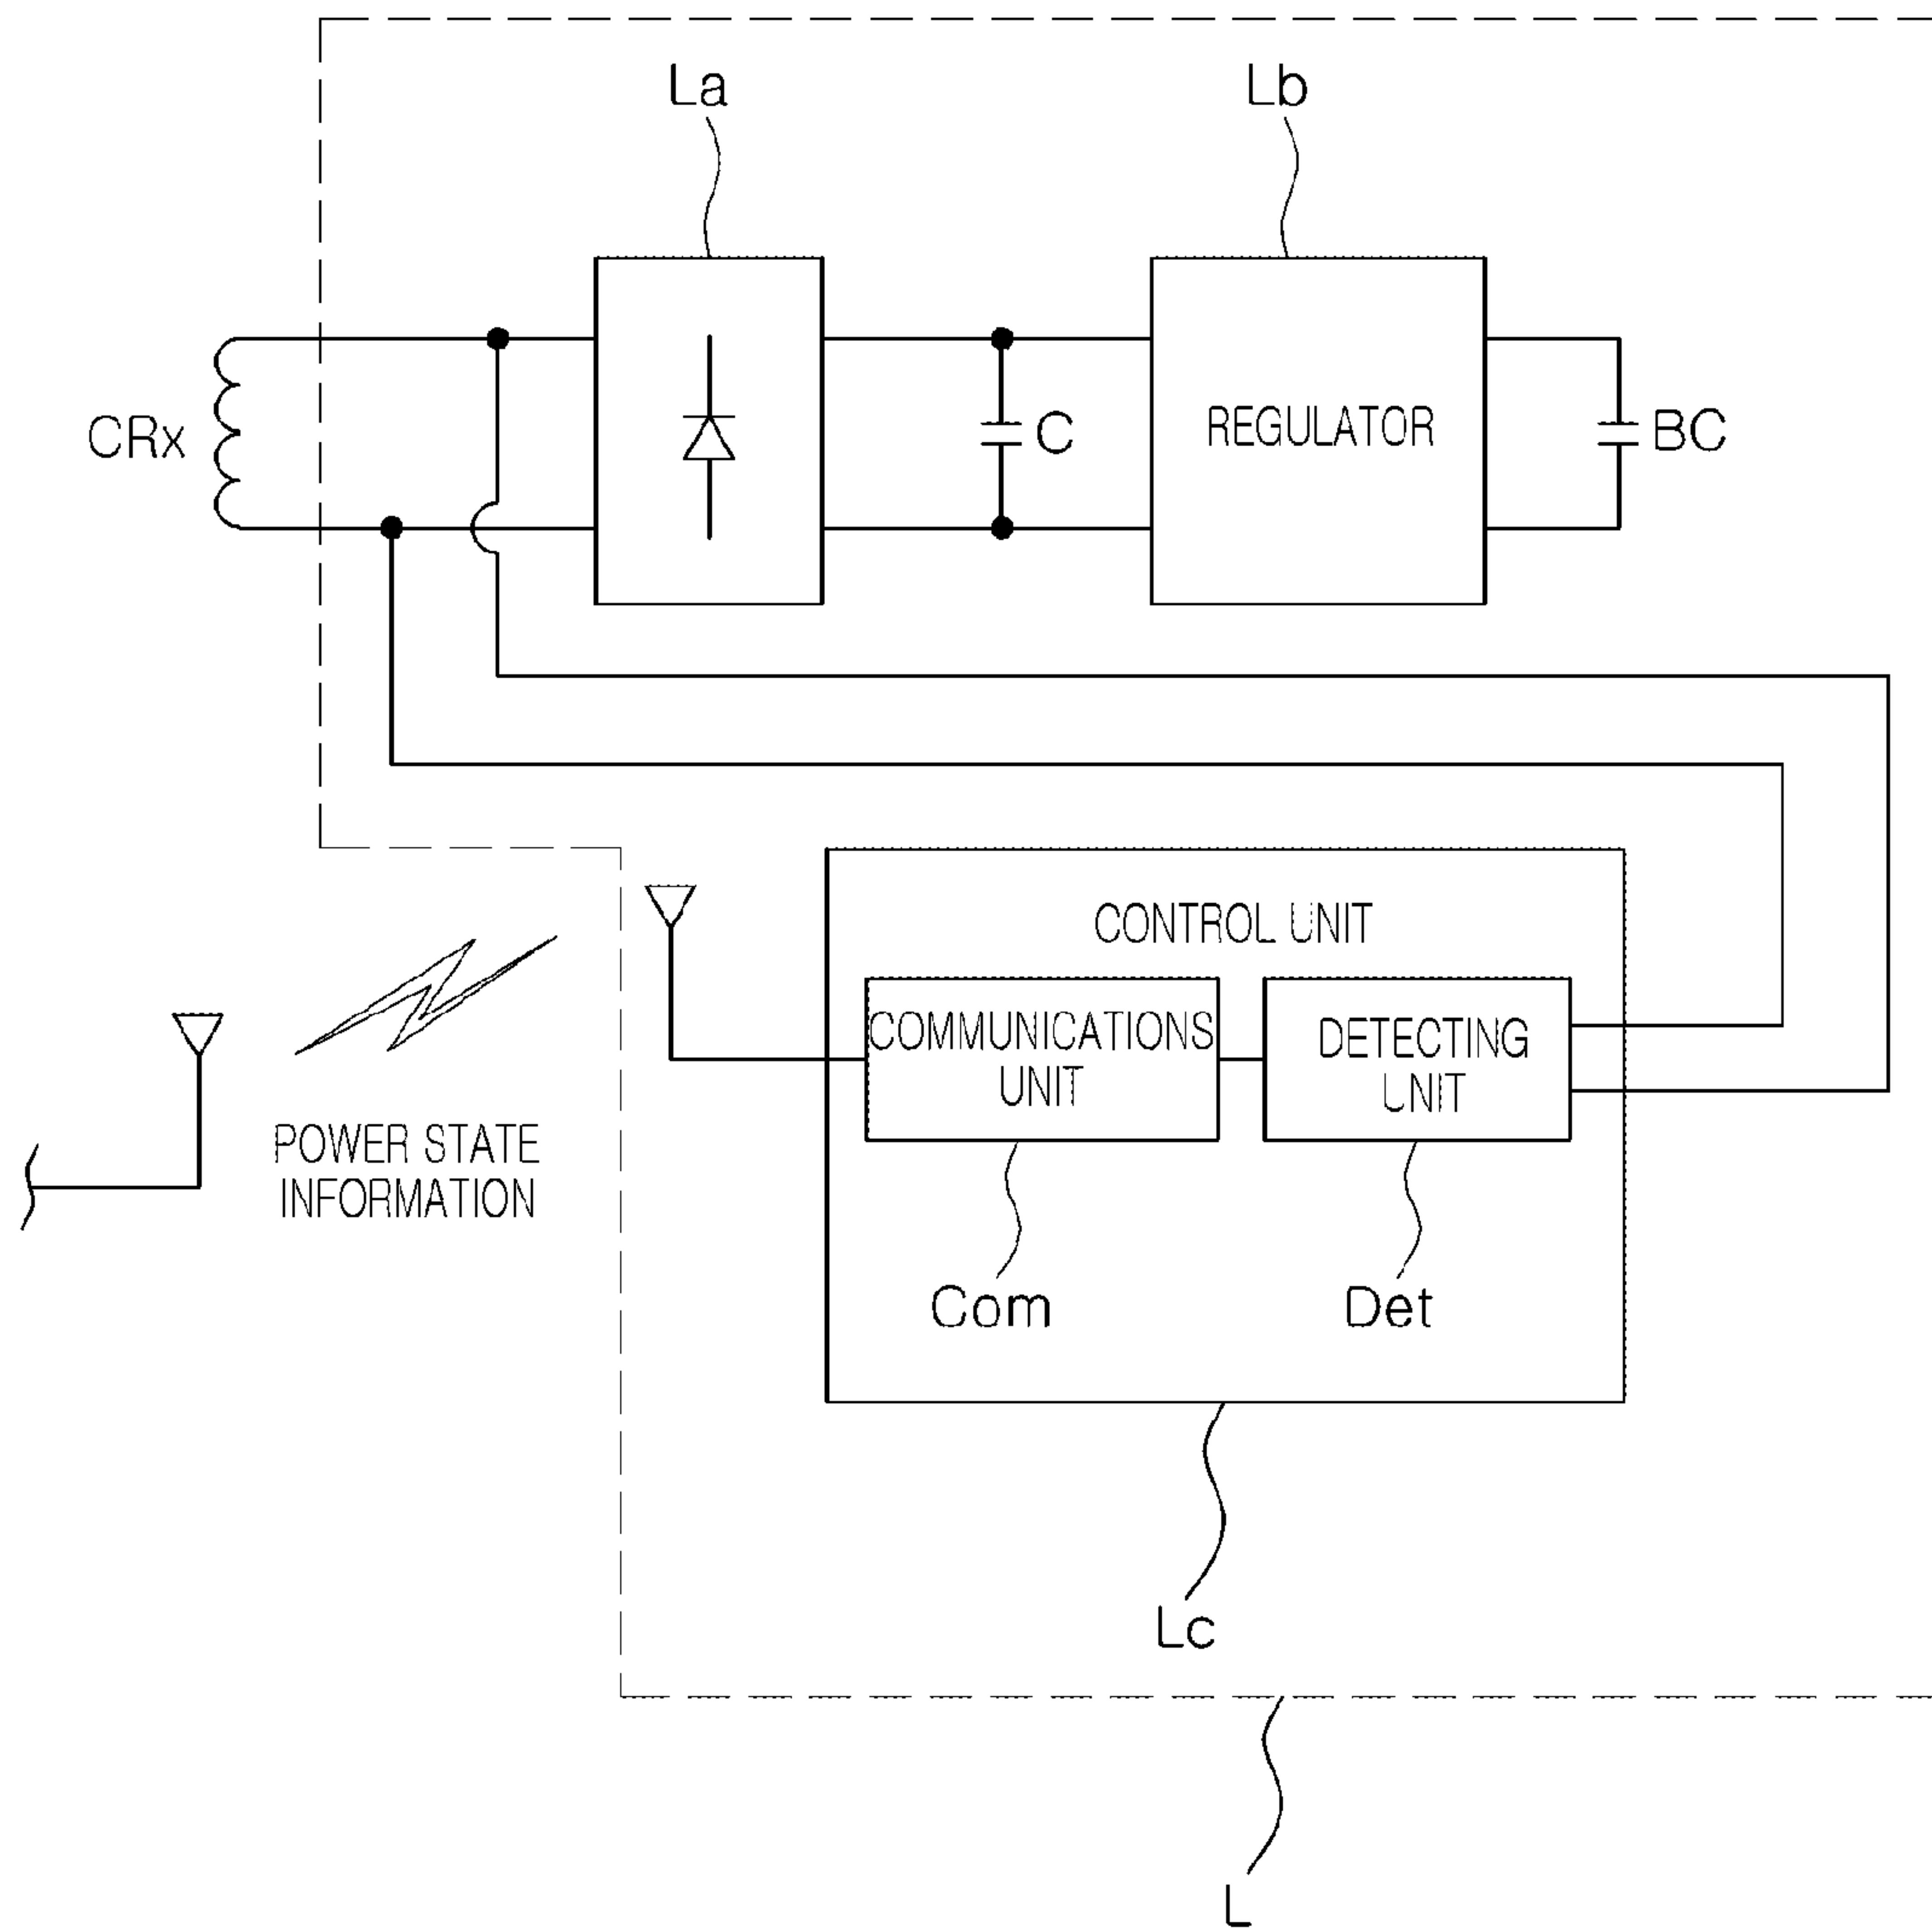 La
Lb
CRx
C
REGULATOR
BC
CONTROL UNIT
COMMUNICATIONS
UNIT
DETECTING
UNIT
POWER STATE
INFORMATION
Com
Det
Lc
L